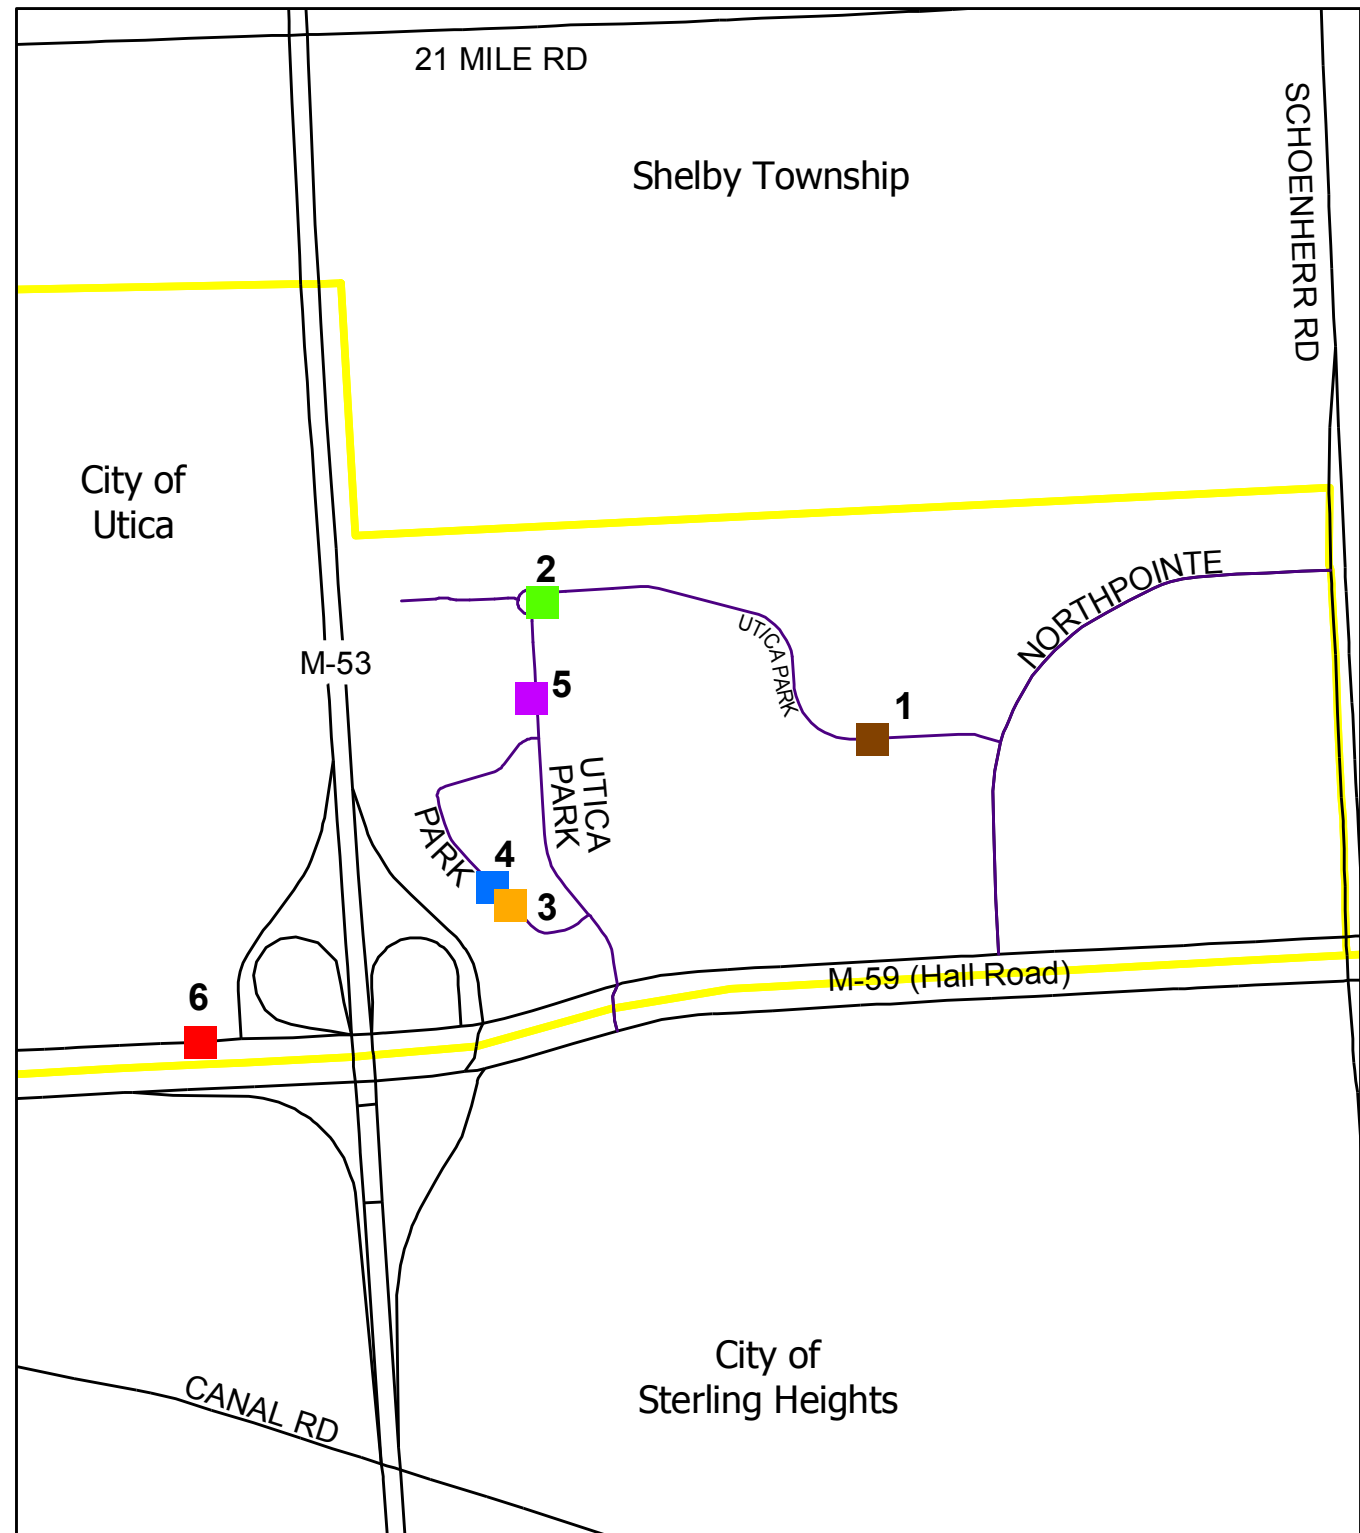 21 MILE RD
SCHOENHERR RD
Shelby Township
City of
Utica
2
NORTHPOINTE
UTICA PARK
M-53
5
1
UTICA
PARK
PARK
4
3
M-59 (Hall Road)
6
City of
Sterling Heights
CANAL RD